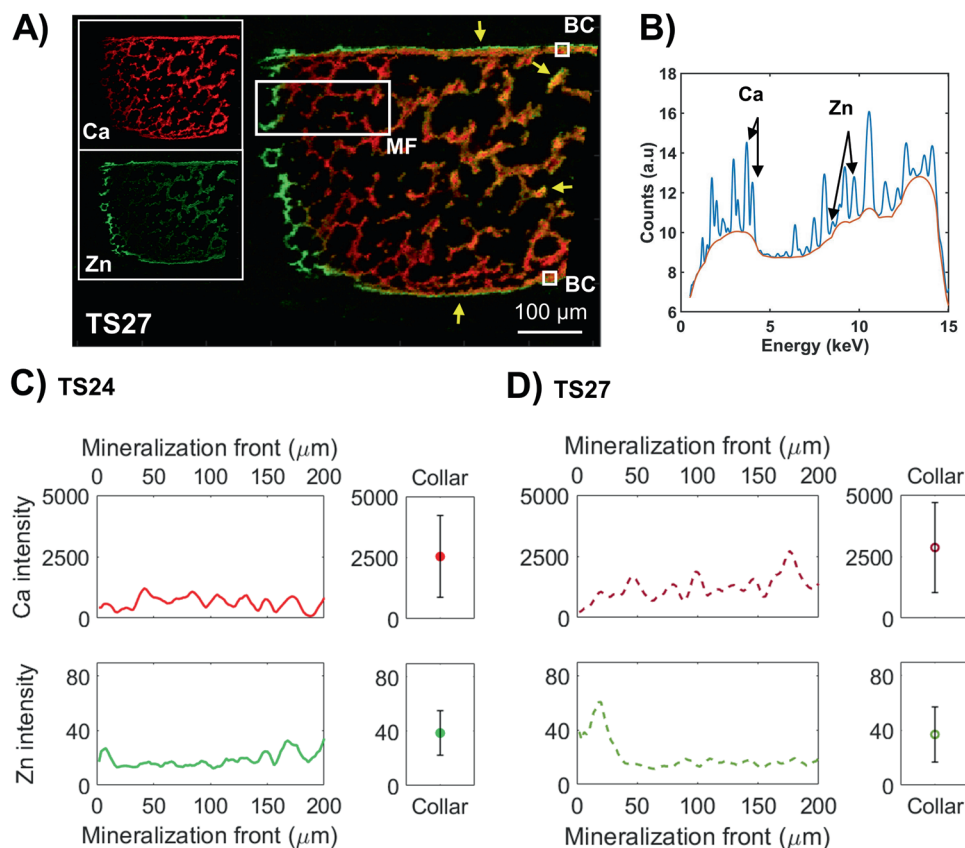 A)
Ca
Zn
TS27
MF
BC
BC
100 μm
B)
Ca
Zn
Counts (a.u)
18
16
14
12
10
8
6
0
5
10
15
Energy (keV)
C) TS24
Mineralization front (μm)
0 50 100 150 200
Collar
Ca intensity
5000
2500
0
5000
2500
0
Zn intensity
80
40
0
80
40
0
0 50 100 150 200
Mineralization front (μm)
Collar
D) TS27
Mineralization front (μm)
0 50 100 150 200
Collar
5000
2500
0
5000
2500
0
80
40
0
80
40
0
0 50 100 150 200
Mineralization front (μm)
Collar